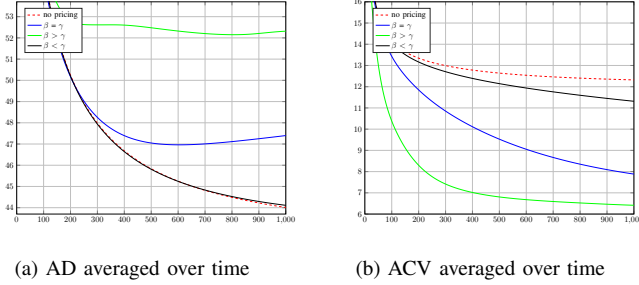 53
52
51
50
49
48
47
46
45
44
0 100 200 300 400 500 600 700 800 900 1,000
no pricing
β = γ
β > γ
β < γ
(a) AD averaged over time
16
15
14
13
12
11
10
9
8
7
6
100 200 300 400 500 600 700 800 900 1,00
no pricing
β = γ
β > γ
β < γ
(b) ACV averaged over time